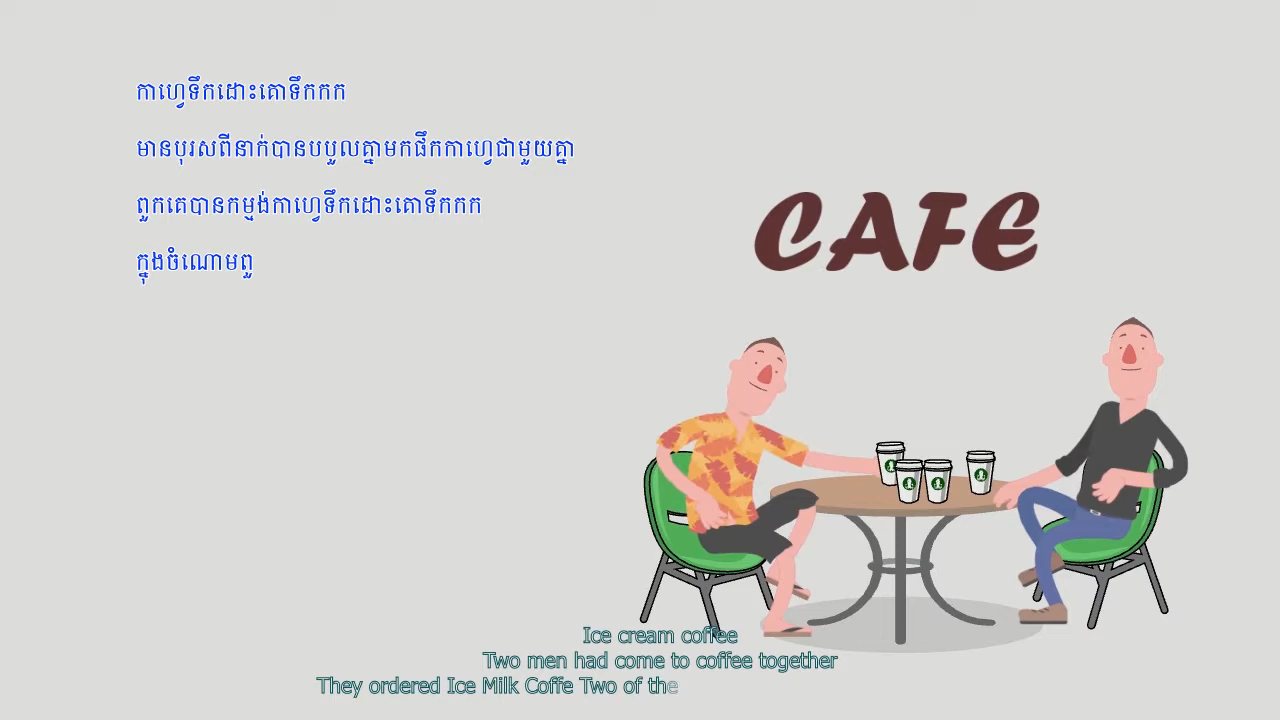 កាហ្វេទឹកដោះគោទឹកកក
មានបុរសពីនាក់បានបបួលគ្នាមកផឹកកាហ្វេជាមួយគ្នា
ពួកគេបានកម្មង់កាហ្វេទឹកដោះគោទឹកកក
ក្នុងចំណោមពួ
CAFE
Ice cream coffee
Two men had come to coffee together
They ordered Ice Milk Coffe Two of the